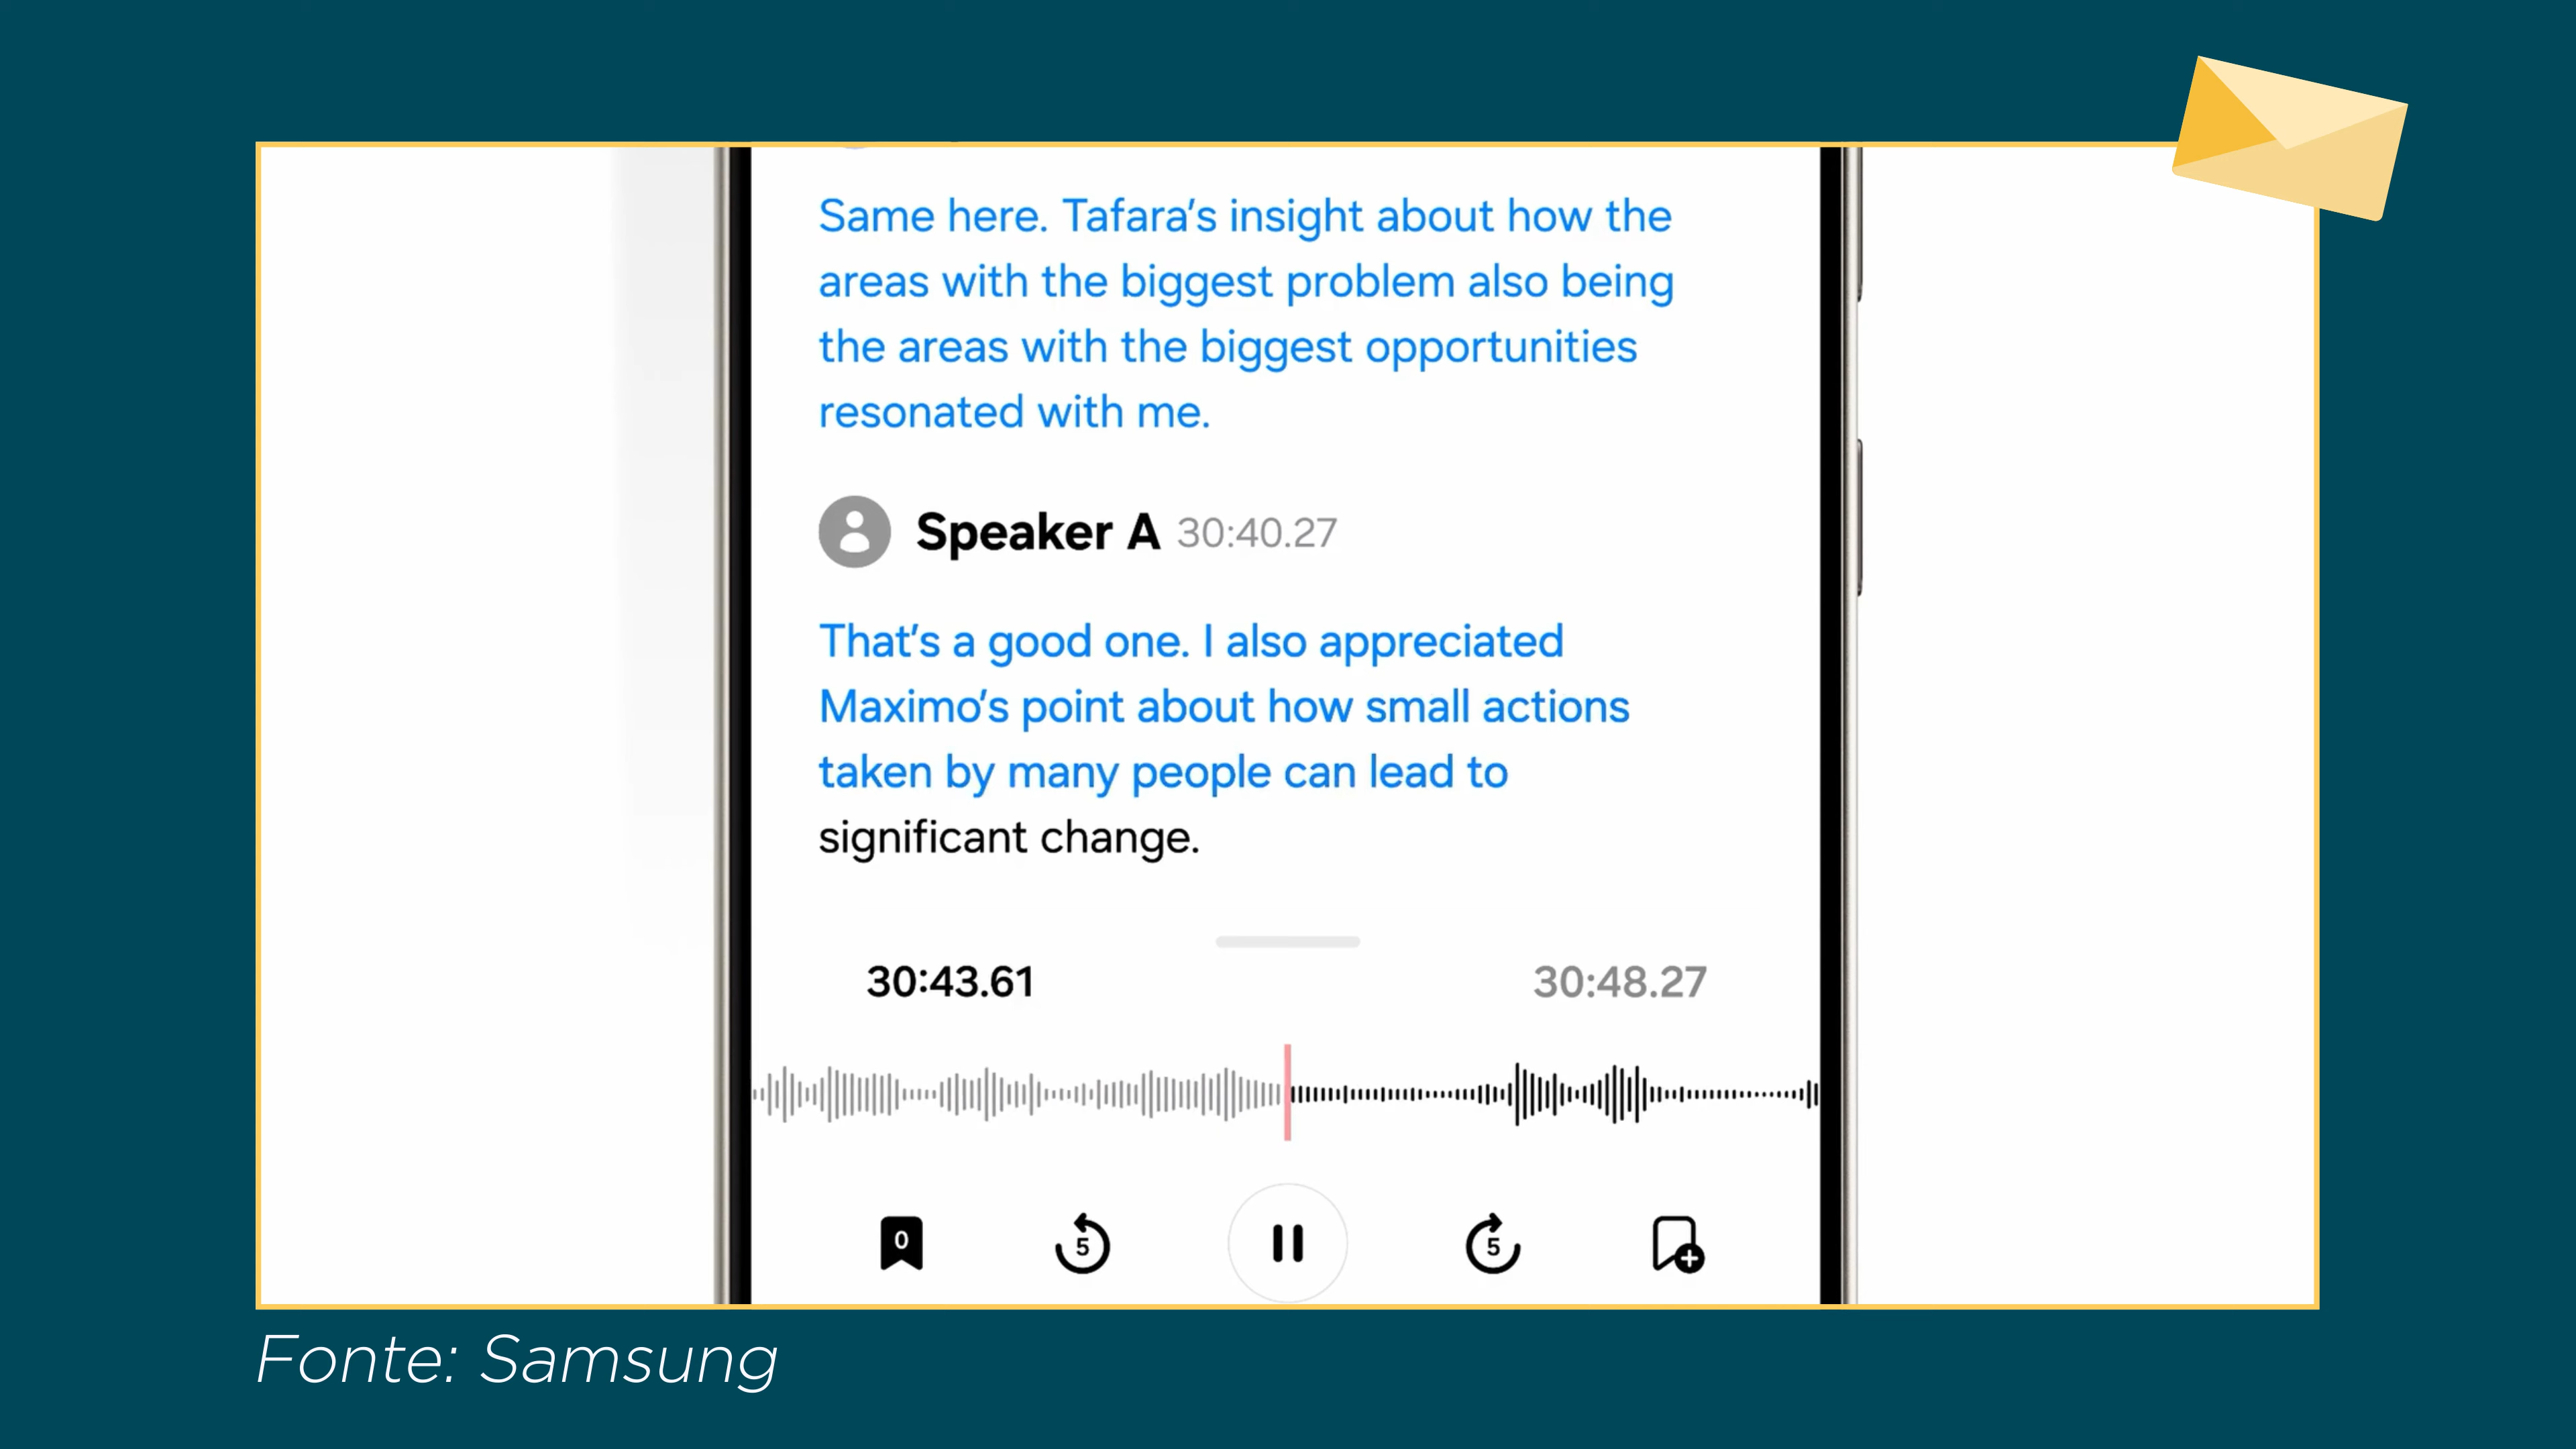 Same here. Tafara's insight about how the
areas with the biggest problem also being
the areas with the biggest opportunities
resonated with me.
Speaker A 30:40.27
That's a good one. I also appreciated
Maximo's point about how small actions
taken by many people can lead to
significant change.
30:43.61 30:48.27
0 5 5
Fonte: Samsung